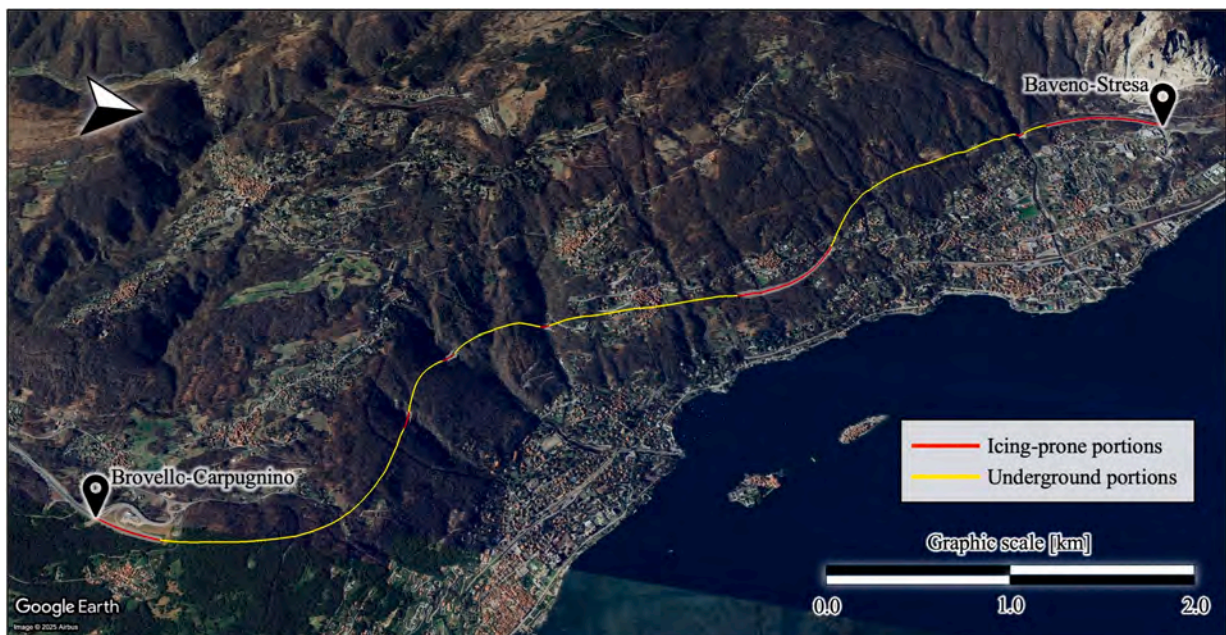 Baveno-Stresa
Brovello-Carpugnino
Icing-prone portions
Underground portions
Graphic scale [km]
0.0 1.0 2.0
Google Earth
Image © 2025 Airbus